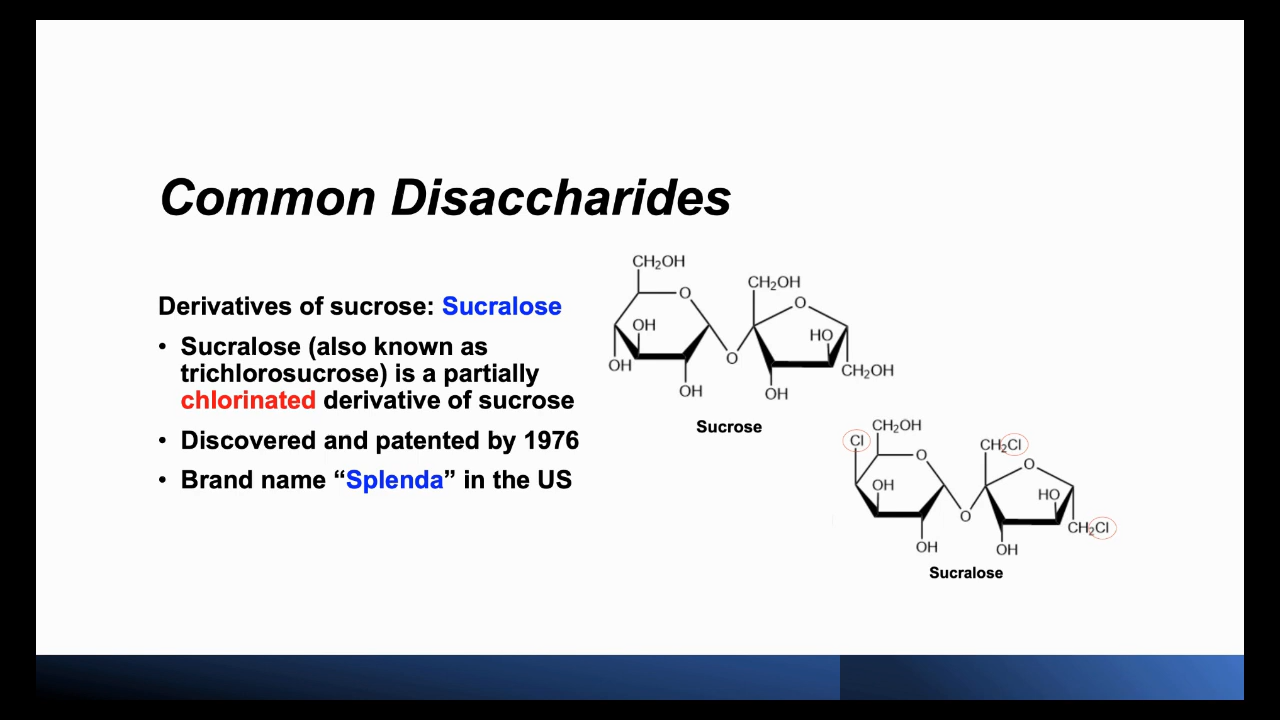 Common Disaccharides
Derivatives of sucrose: Sucralose
• Sucralose (also known as
trichlorosucrose) is a partially
chlorinated derivative of sucrose
• Discovered and patented by 1976
• Brand name “Splenda” in the US
CH₂OH
O
CH₂OH
O
OH
HO
OH
O
CH₂OH
OH
OH
Sucrose
CH₂OH
Cl
CH₂Cl
O
O
OH
HO
O
CH₂Cl
OH
OH
Sucralose